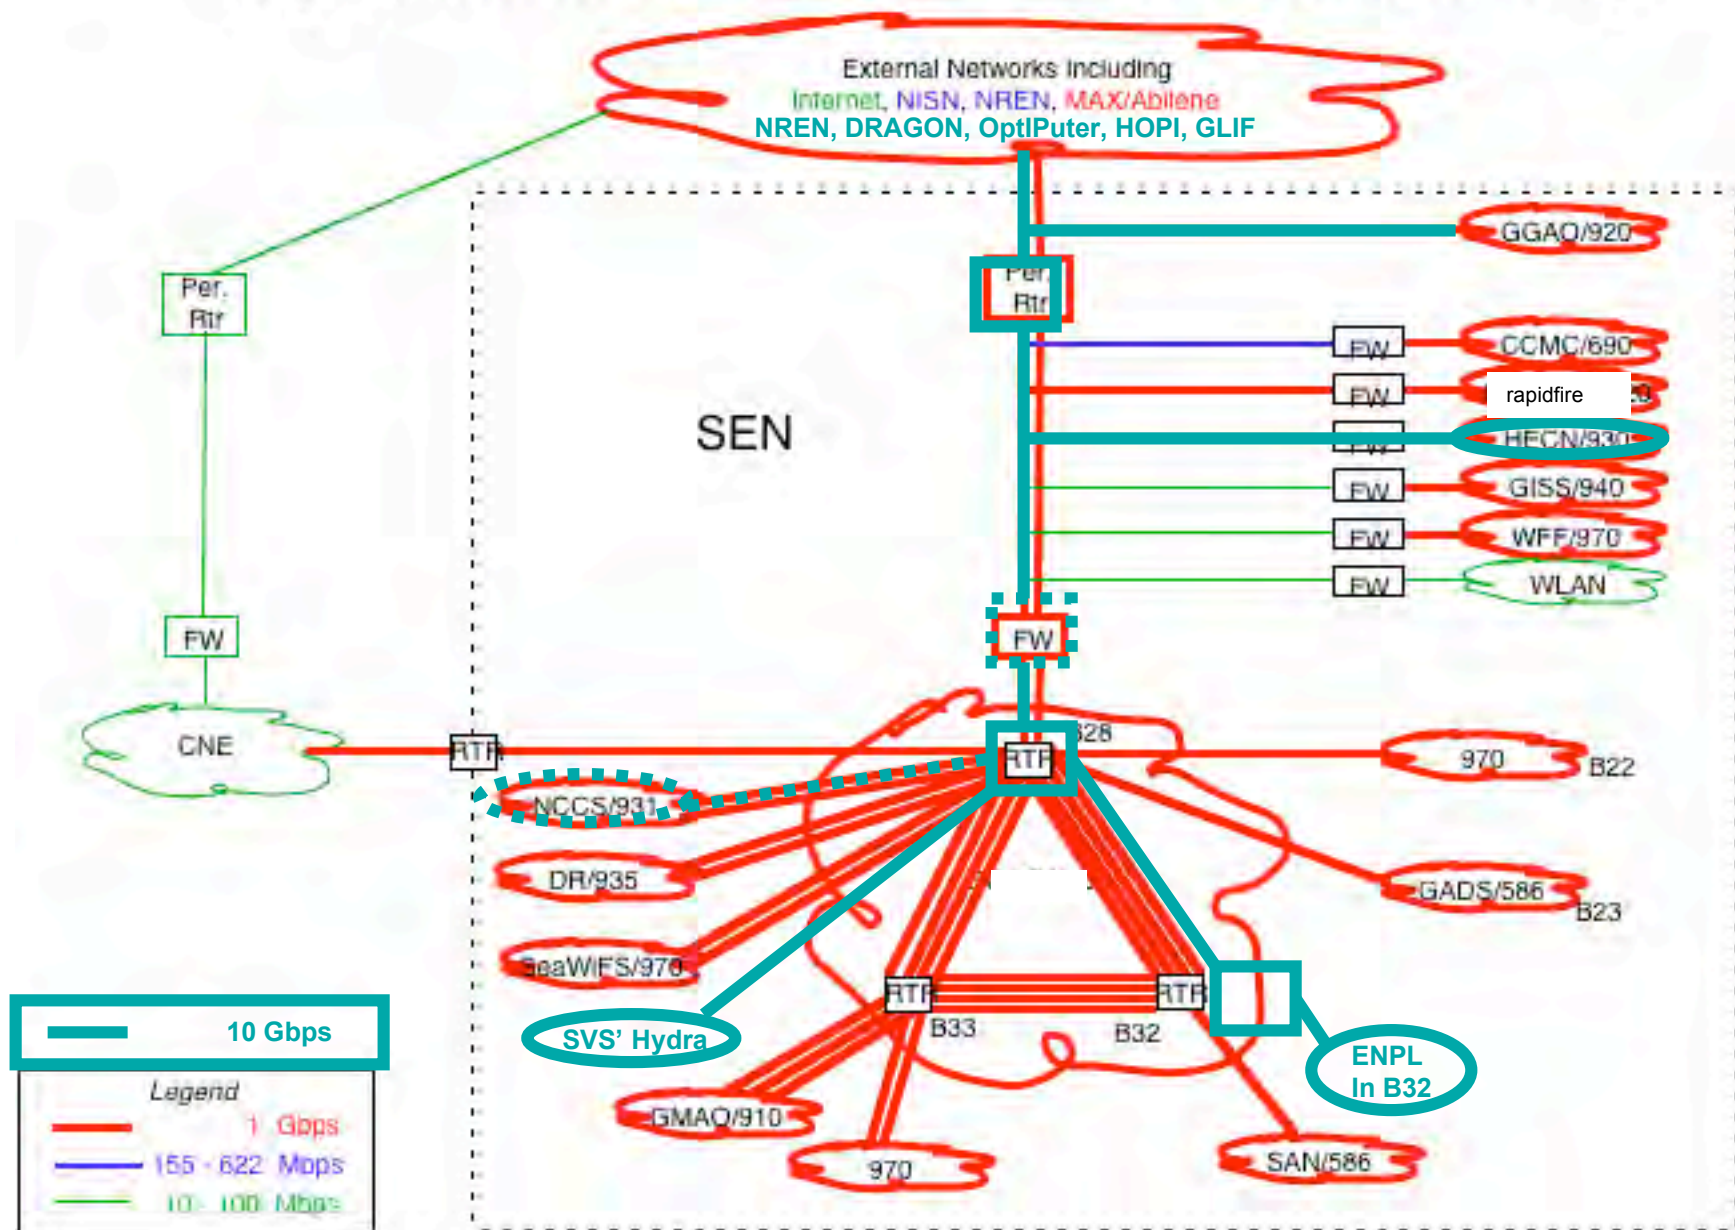 External Networks Including
Internet, NISN, NREN, MAX/Abilene
NREN, DRAGON, OptIPuter, HOPI, GLIF
GGAO/920
Per.
Rtr
Per.
Rtr
FW
CCMC/690
FW
rapidfire
SEN
FW
HECN/930
FW
GISS/940
FW
WFF/970
FW
WLAN
FW
FW
CNE
RTR
B28
RTR
970
B22
NCCS/931
DR/935
GADS/586
B23
SeaWiFS/970
RTR
RTR
B33
B32
SVS' Hydra
ENPL
In B32
10 Gbps
Legend
1 Gbps
155 - 622 Mbps
10 - 100 Mbps
GMAO/910
970
SAN/586